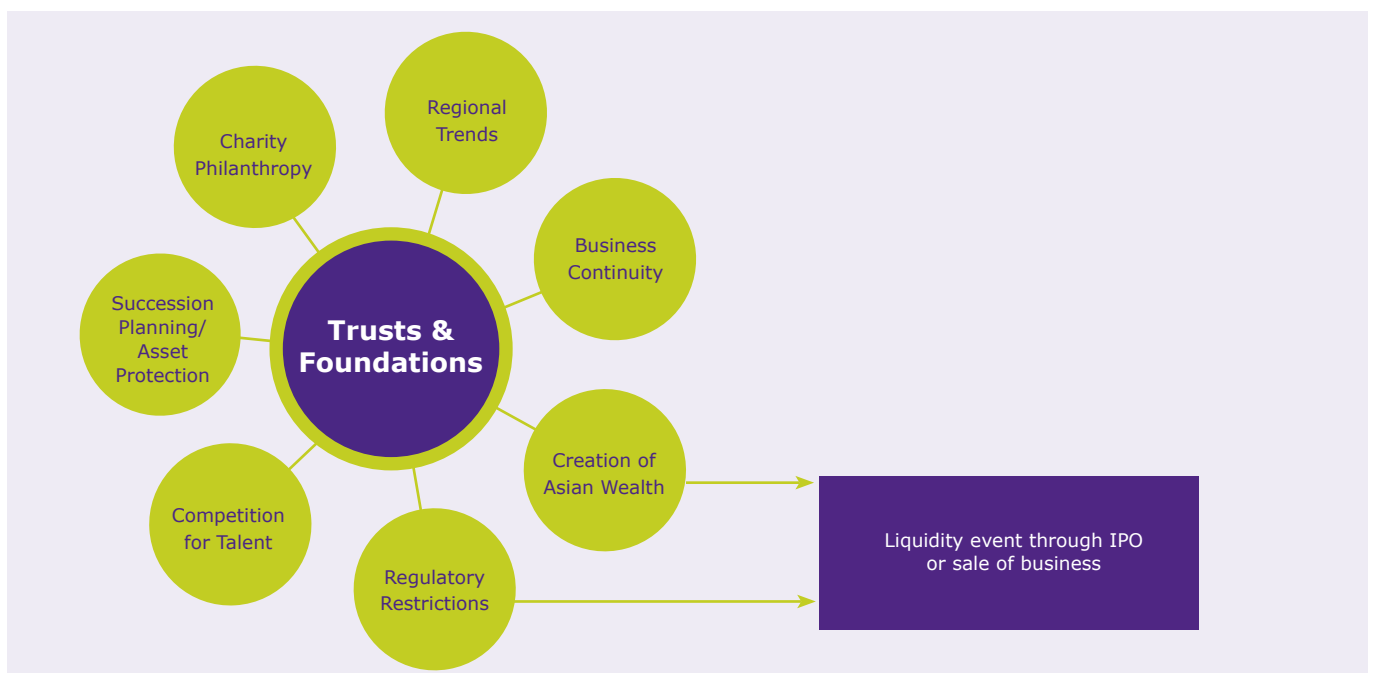 Regional
Trends
Charity
Philanthropy
Business
Continuity
Succession
Planning/
Asset
Protection
Trusts &
Foundations
Creation of
Asian Wealth
Competition
for Talent
Regulatory
Restrictions
Liquidity event through IPO
or sale of business